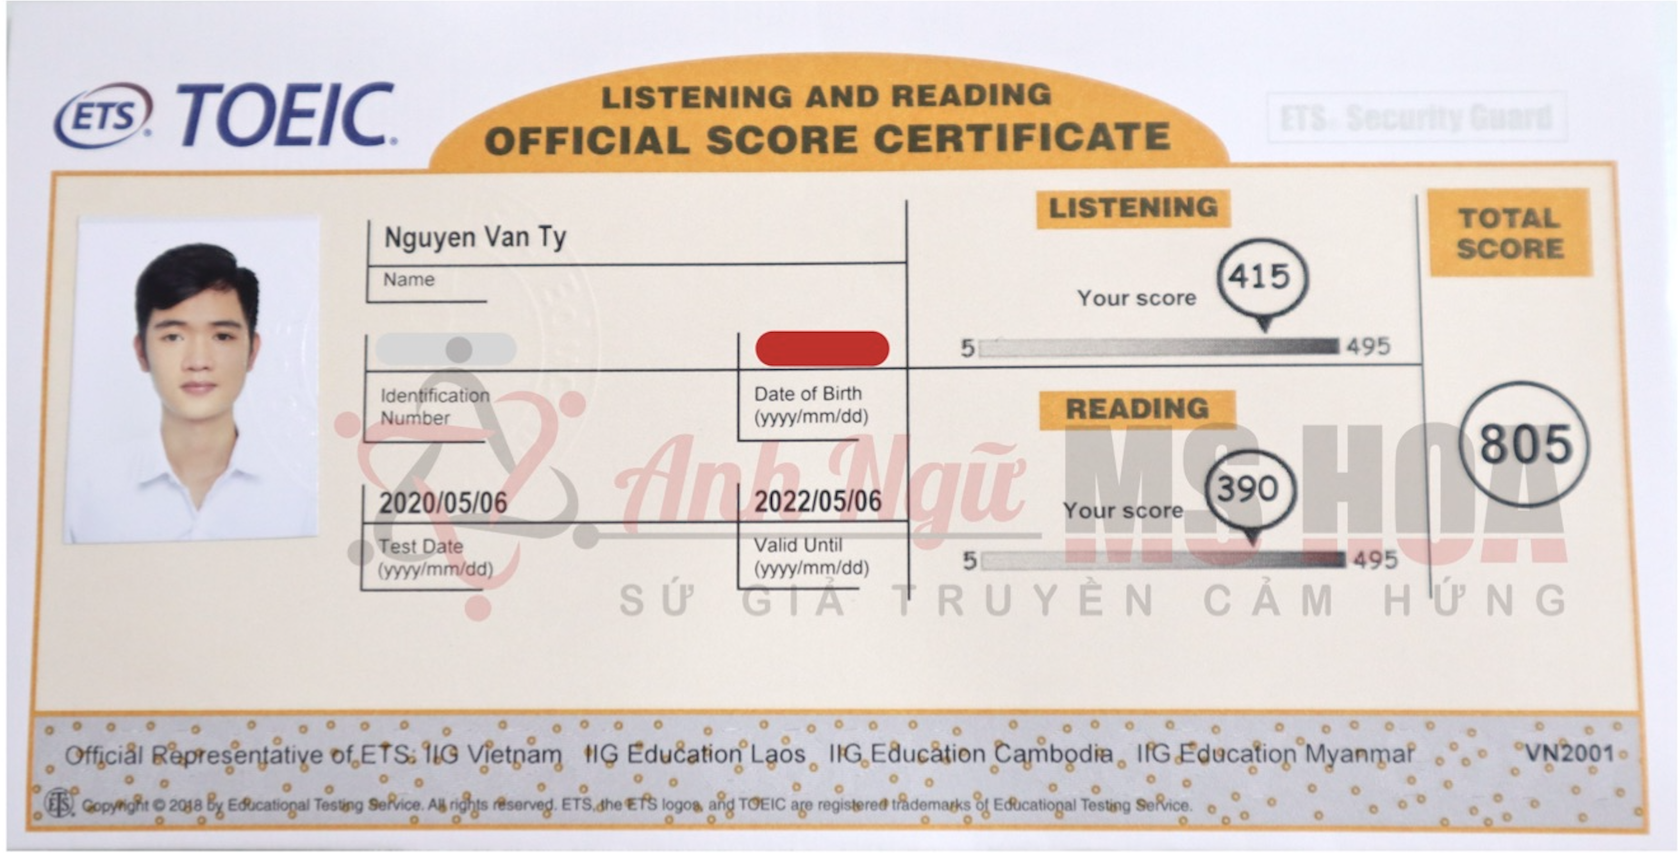 ETS® TOEIC®
LISTENING AND READING
OFFICIAL SCORE CERTIFICATE
ETS® Security Guard
Nguyen Van Ty
Name
Identification
Number
Date of Birth
(yyyy/mm/dd)
2020/05/06
Test Date
(yyyy/mm/dd)
2022/05/06
Valid Until
(yyyy/mm/dd)
LISTENING
Your score
415
5
495
READING
Your score
390
5
495
TOTAL
SCORE
805
Anh Ngữ MS HOA
SỨ GIẢ TRUYỀN CẢM HỨNG
Official Representative of ETS: IIG Vietnam IIG Education Laos IIG Education Cambodia IIG Education Myanmar VN2001
ETS® Copyright © 2018 by Educational Testing Service. All rights reserved. ETS, the ETS logos, and TOEIC are registered trademarks of Educational Testing Service.